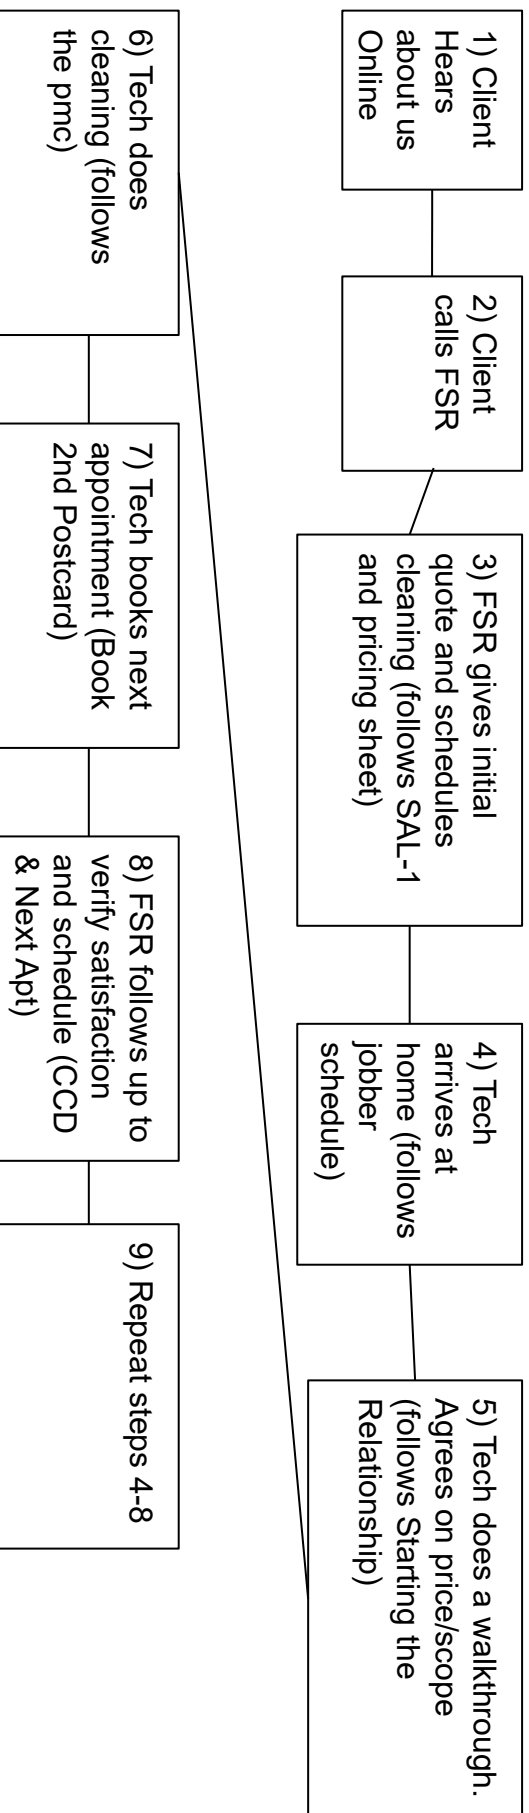 1) Client
Hears
about us
Online
2) Client
calls FSR
3) FSR gives initial
quote and schedules
cleaning (follows SAL-1
and pricing sheet)
4) Tech
arrives at
home (follows
jobber
schedule)
5) Tech does a walkthrough.
Agrees on price/scope
(follows Starting the
Relationship)
6) Tech does
cleaning (follows
the pmc)
7) Tech books next
appointment (Book
2nd Postcard)
8) FSR follows up to
verify satisfaction
and schedule (CCD
& Next Apt)
9) Repeat steps 4-8